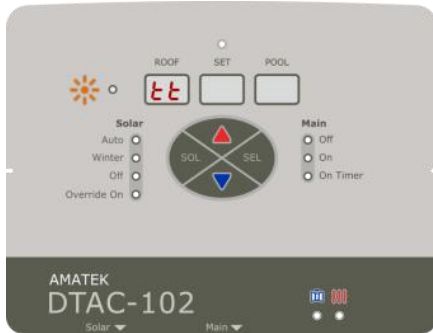 ROOF SET POOL
tt
Solar Main
Auto Off
Winter On
Off On Timer
Override On
SOL SEL
AMATEK
DTAC-102
Solar Main